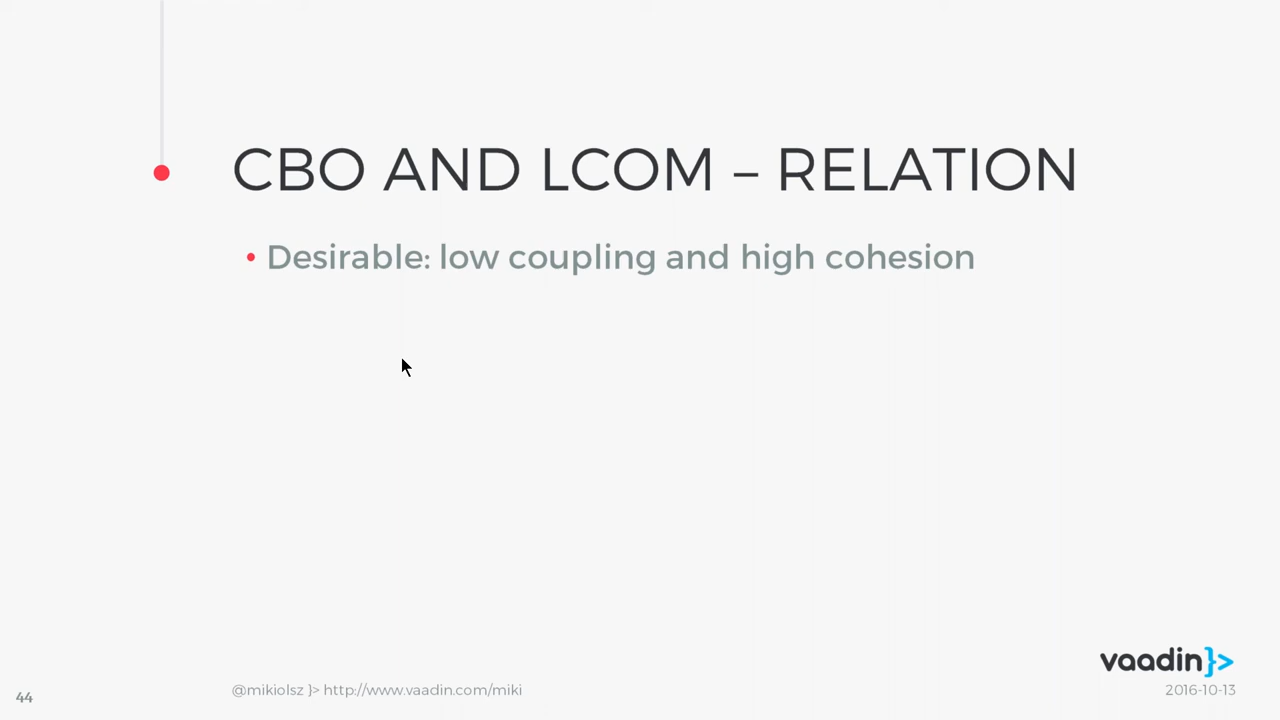 CBO AND LCOM – RELATION
• Desirable: low coupling and high cohesion
vaadin}>
44
@mikiolsz }> http://www.vaadin.com/miki
2016-10-13